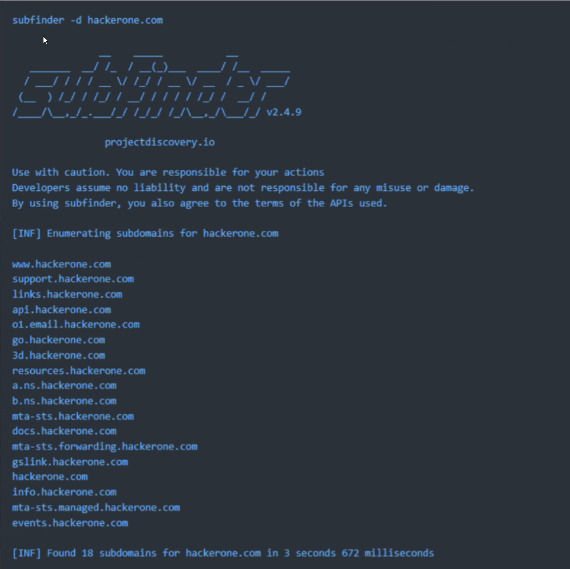 subfinder -d hackerone.com
               __    ____          __
   _______  __/ /_  / __(_)___  ____/ /__  _____
  / ___/ / / / __ \/ /_/ / __ \/ __  / _ \/ ___/
 (__  ) /_/ / /_/ / __/ / / / / /_/ /  __/ /
/____/\__,_/_.___/_/ /_/_/ /_/\__,_/\___/_/ v2.4.9
projectdiscovery.io
Use with caution. You are responsible for your actions
Developers assume no liability and are not responsible for any misuse or damage.
By using subfinder, you also agree to the terms of the APIs used.
[INF] Enumerating subdomains for hackerone.com
www.hackerone.com
support.hackerone.com
links.hackerone.com
api.hackerone.com
o1.email.hackerone.com
go.hackerone.com
3d.hackerone.com
resources.hackerone.com
a.ns.hackerone.com
b.ns.hackerone.com
mta-sts.hackerone.com
docs.hackerone.com
mta-sts.forwarding.hackerone.com
gslink.hackerone.com
hackerone.com
info.hackerone.com
mta-sts.managed.hackerone.com
events.hackerone.com
[INF] Found 18 subdomains for hackerone.com in 3 seconds 672 milliseconds